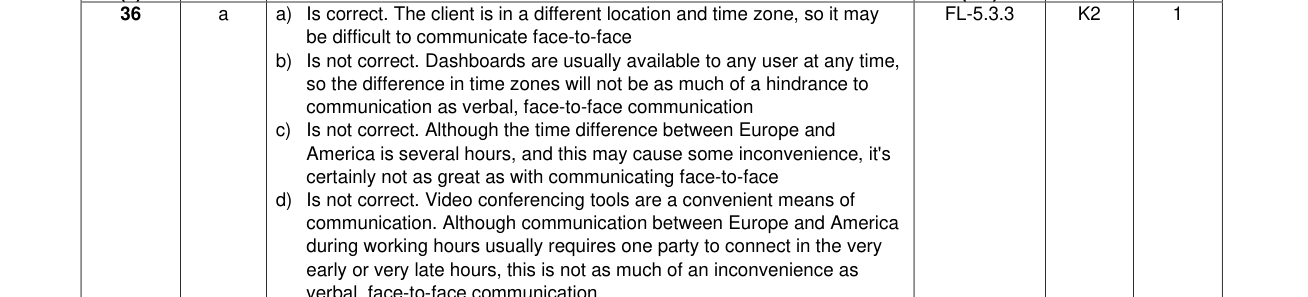 36 a a) Is correct. The client is in a different location and time zone, so it may FL-5.3.3 K2 1
be difficult to communicate face-to-face
b) Is not correct. Dashboards are usually available to any user at any time,
so the difference in time zones will not be as much of a hindrance to
communication as verbal, face-to-face communication
c) Is not correct. Although the time difference between Europe and
America is several hours, and this may cause some inconvenience, it's
certainly not as great as with communicating face-to-face
d) Is not correct. Video conferencing tools are a convenient means of
communication. Although communication between Europe and America
during working hours usually requires one party to connect in the very
early or very late hours, this is not as much of an inconvenience as
verbal, face-to-face communication